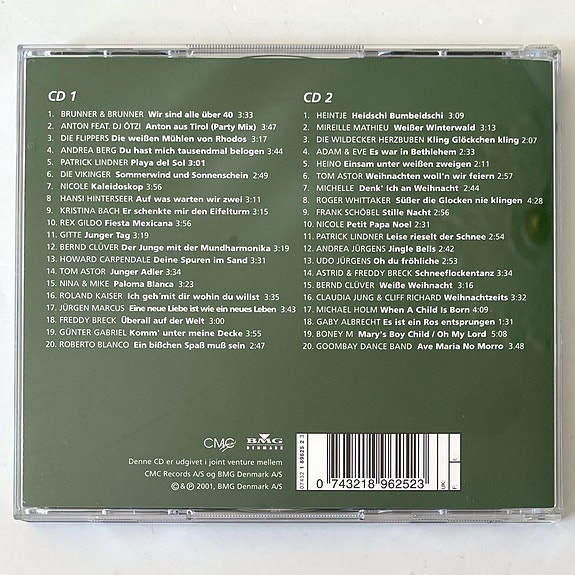 CD 1
1. BRUNNER & BRUNNER Wir sind alle über 40 3:33
2. ANTON FEAT. DJ ÖTZI Anton aus Tirol (Party Mix) 3:47
3. DIE FLIPPERS Die weißen Mühlen von Rhodos 3:17
4. ANDREA BERG Du hast mich tausendmal belogen 3:44
5. PATRICK LINDNER Playa del Sol 3:01
6. DIE VIKINGER Sommerwind und Sonnenschein 2:49
7. NICOLE Kaleidoskop 3:56
8 HANSI HINTERSEER Auf was warten wir zwei 3:11
9. KRISTINA BACH Er schenkte mir den Eifelturm 3:15
10. REX GILDO Fiesta Mexicana 3:56
11. GITTE Junger Tag 3:19
12. BERND CLÜVER Der Junge mit der Mundharmonika 3:19
13. HOWARD CARPENDALE Deine Spuren im Sand 3:31
14. TOM ASTOR Junger Adler 3:34
15. NINA & MIKE Paloma Blanca 3:23
16. ROLAND KAISER Ich geh´mit dir wohin du willst 3:35
17. JÜRGEN MARCUS Eine neue Liebe ist wie ein neues Leben 3:43
18. FREDDY BRECK Überall auf der Welt 3:00
19. GÜNTER GABRIEL Komm' unter meine Decke 3:55
20. ROBERTO BLANCO Ein bißchen Spaß muß sein 2:47
CD 2
1. HEINTJE Heidschi Bumbeidschi 3:09
2. MIREILLE MATHIEU Weißer Winterwald 3:13
3. DIE WILDECKER HERZBUBEN Kling Glöckchen kling 2:07
4. ADAM & EVE Es war in Bethlehem 2:33
5. HEINO Einsam unter weißen zweigen 2:11
6. TOM ASTOR Weihnachten woll'n wir feiern 2:57
7. MICHELLE Denk' Ich an Weihnacht 2:44
8. ROGER WHITTAKER Süßer die Glocken nie klingen 4:28
9. FRANK SCHÖBEL Stille Nacht 2:56
10. NICOLE Petit Papa Noel 2:31
11. PATRICK LINDNER Leise rieselt der Schnee 2:54
12. ANDREA JÜRGENS Jingle Bells 2:42
13. UDO JÜRGENS Oh du fröhliche 2:53
14. ASTRID & FREDDY BRECK Schneeflockentanz 3:34
15. BERND CLÜVER Weiße Weihnacht 3:16
16. CLAUDIA JUNG & CLIFF RICHARD Weihnachtzeits 3:32
17. MICHAEL HOLM When A Child Is Born 4:09
18. GABY ALBRECHT Es ist ein Ros entsprungen 1:31
19. BONEY M Mary's Boy Child / Oh My Lord 5:08
20. GOOMBAY DANCE BAND Ave Maria No Morro 3.48
CMC
BMG
DENMARK
Denne CD er udgivet i joint venture mellem
CMC Records A/S og BMG Denmark A/S
© & ℗ 2001, BMG Denmark A/S
07432 1 89625 2 3
0 743218 962523
UK:
F: